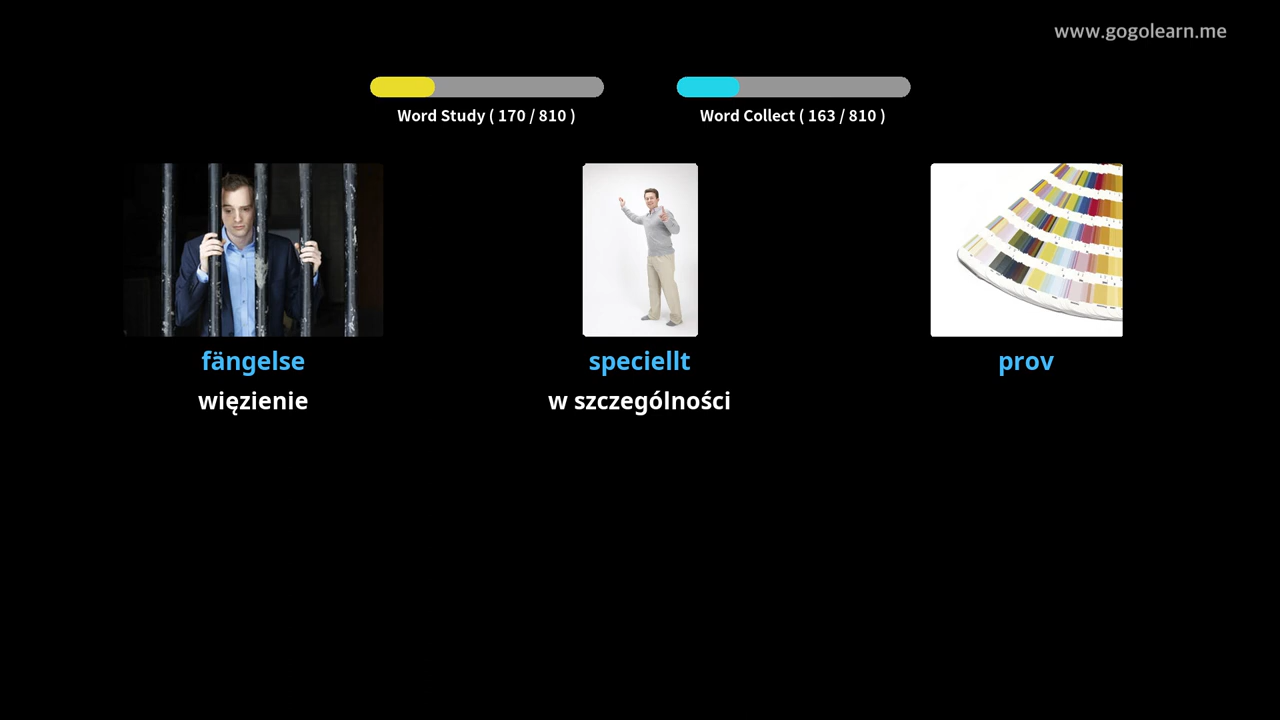 www.gogolearn.me
Word Study ( 170 / 810 )
Word Collect ( 163 / 810 )
fängelse
więzienie
speciellt
w szczególności
prov